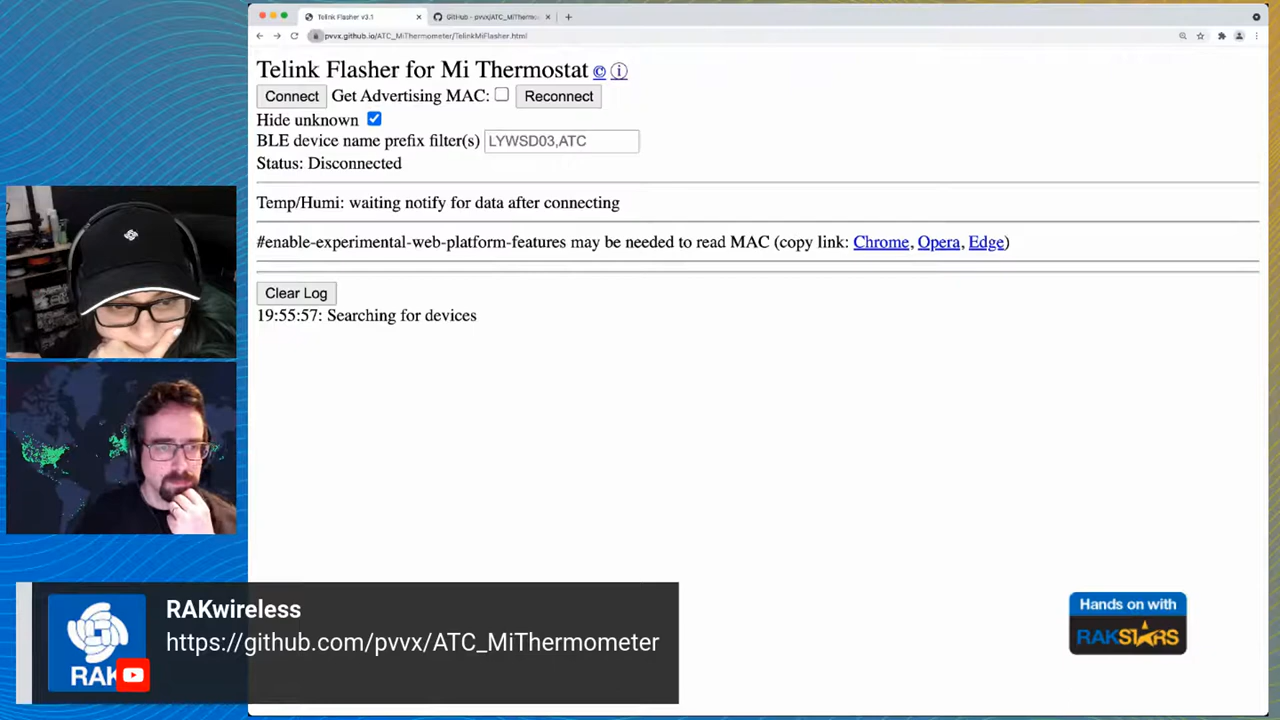 Telink Flasher v3.1
GitHub - pvvx/ATC_MiThermo...
pvvx.github.io/ATC_MiThermometer/TelinkMiFlasher.html
Telink Flasher for Mi Thermostat © ⓘ
Connect Get Advertising MAC: Reconnect
Hide unknown
BLE device name prefix filter(s) LYWSD03,ATC
Status: Disconnected
Temp/Humi: waiting notify for data after connecting
#enable-experimental-web-platform-features may be needed to read MAC (copy link: Chrome, Opera, Edge)
Clear Log
19:55:57: Searching for devices
RAK
RAKwireless
https://github.com/pvvx/ATC_MiThermometer
Hands on with
RAKSTARS